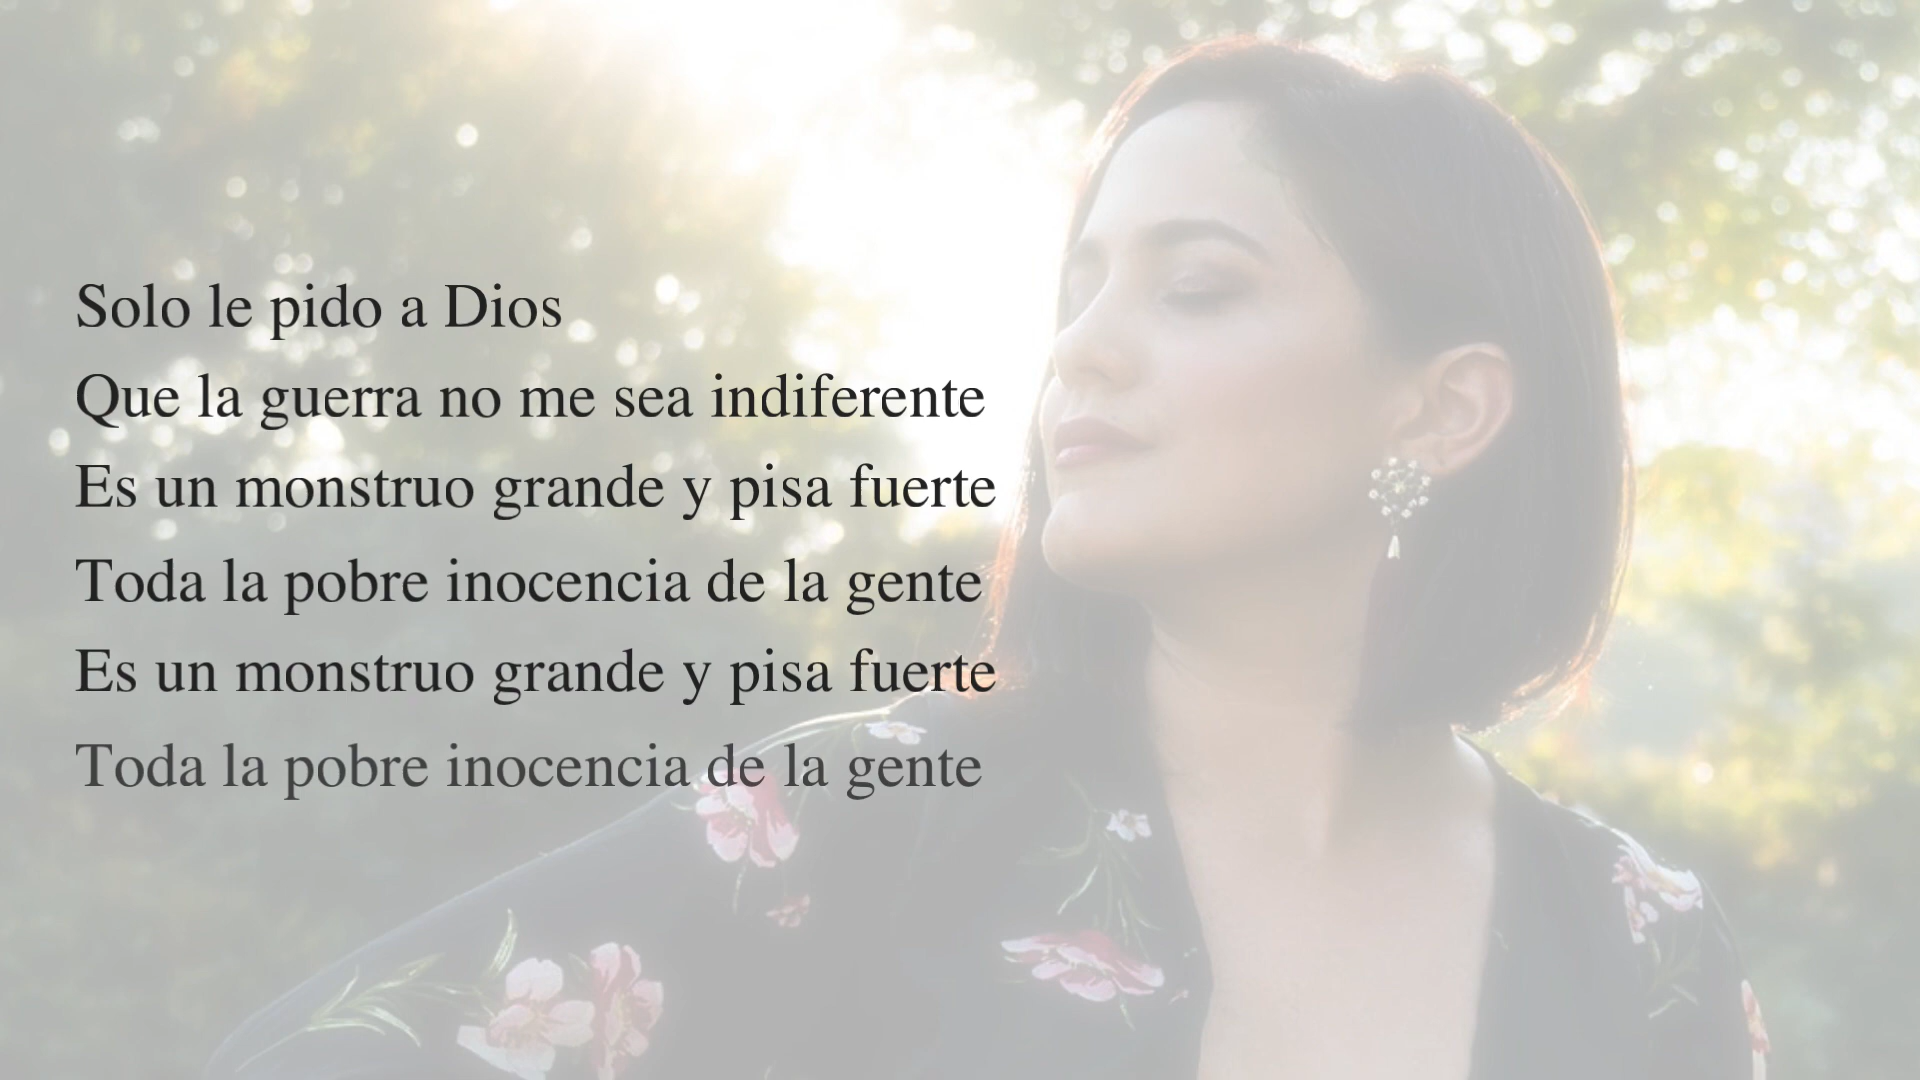 Solo le pido a Dios
Que la guerra no me sea indiferente
Es un monstruo grande y pisa fuerte
Toda la pobre inocencia de la gente
Es un monstruo grande y pisa fuerte
Toda la pobre inocencia de la gente